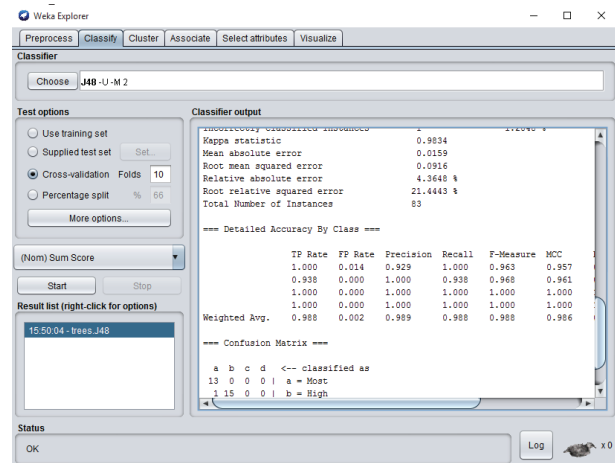 Weka Explorer
Preprocess Classify Cluster Associate Select attributes Visualize
Classifier
Choose J48 -U -M 2
Test options
Use training set
Supplied test set Set...
Cross-validation Folds 10
Percentage split % 66
More options...
(Nom) Sum Score
Start Stop
Result list (right-click for options)
15:50:04 - trees.J48
Classifier output
Incorrectly Classified Instances 1 1.2048 %
Kappa statistic 0.9834
Mean absolute error 0.0159
Root mean squared error 0.0916
Relative absolute error 4.3648 %
Root relative squared error 21.4443 %
Total Number of Instances 83
=== Detailed Accuracy By Class ===
TP Rate FP Rate Precision Recall F-Measure MCC
1.000 0.014 0.929 1.000 0.963 0.957
0.938 0.000 1.000 0.938 0.968 0.961
1.000 0.000 1.000 1.000 1.000 1.000
1.000 0.000 1.000 1.000 1.000 1.000
Weighted Avg. 0.988 0.002 0.989 0.988 0.988 0.986
=== Confusion Matrix ===
a b c d <-- classified as
13 0 0 0 | a = Most
1 15 0 0 | b = High
Status
OK
Log
x 0